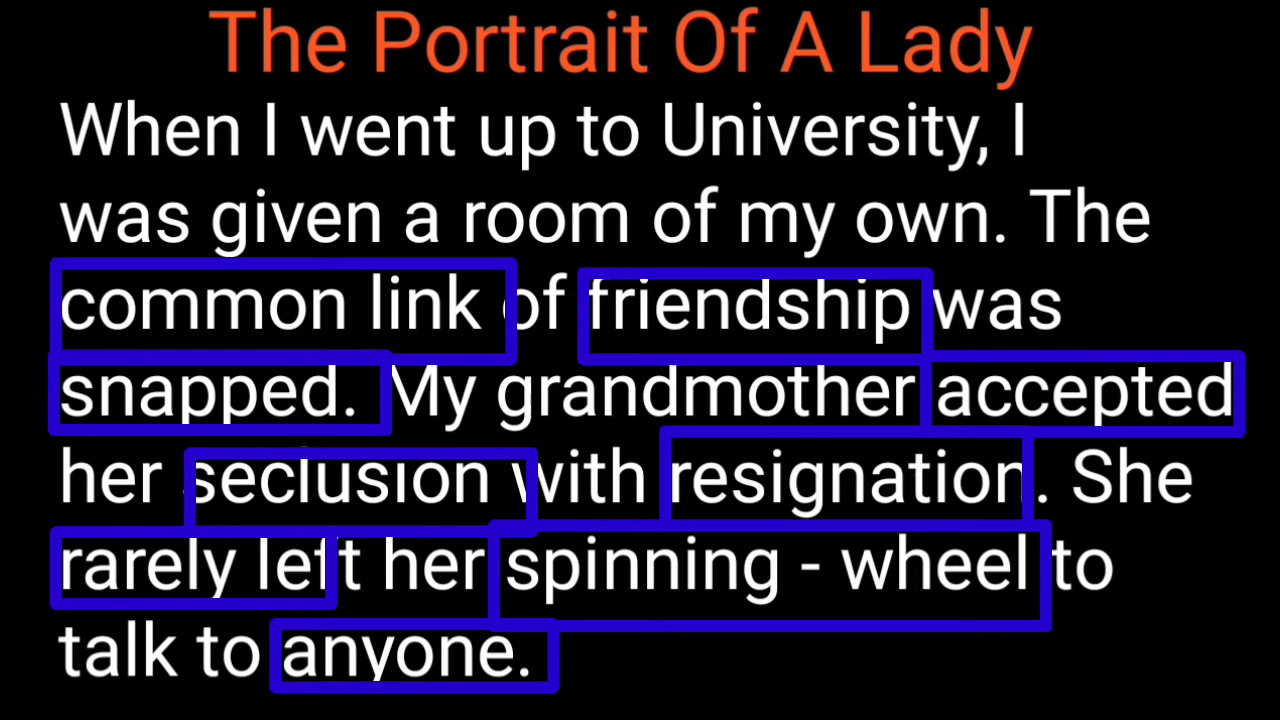 The Portrait Of A Lady
When I went up to University, I
was given a room of my own. The
common link of friendship was
snapped. My grandmother accepted
her seclusion with resignation. She
rarely left her spinning - wheel to
talk to anyone.